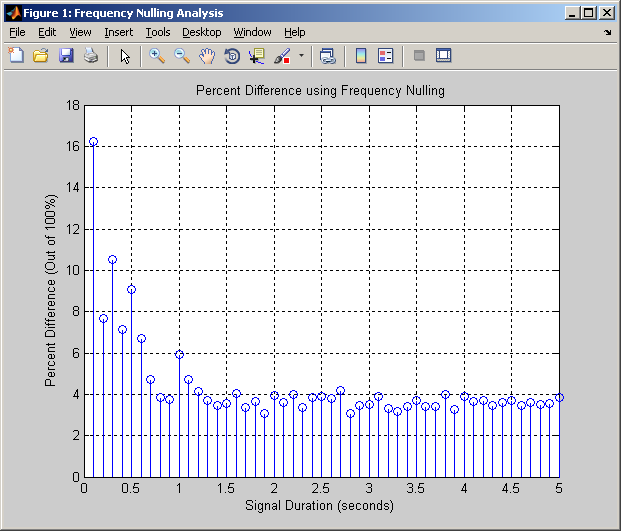 Figure 1: Frequency Nulling Analysis
File Edit View Insert Tools Desktop Window Help
Percent Difference using Frequency Nulling
Percent Difference (Out of 100%)
18
16
14
12
10
8
6
4
2
0
0 0.5 1 1.5 2 2.5 3 3.5 4 4.5 5
Signal Duration (seconds)